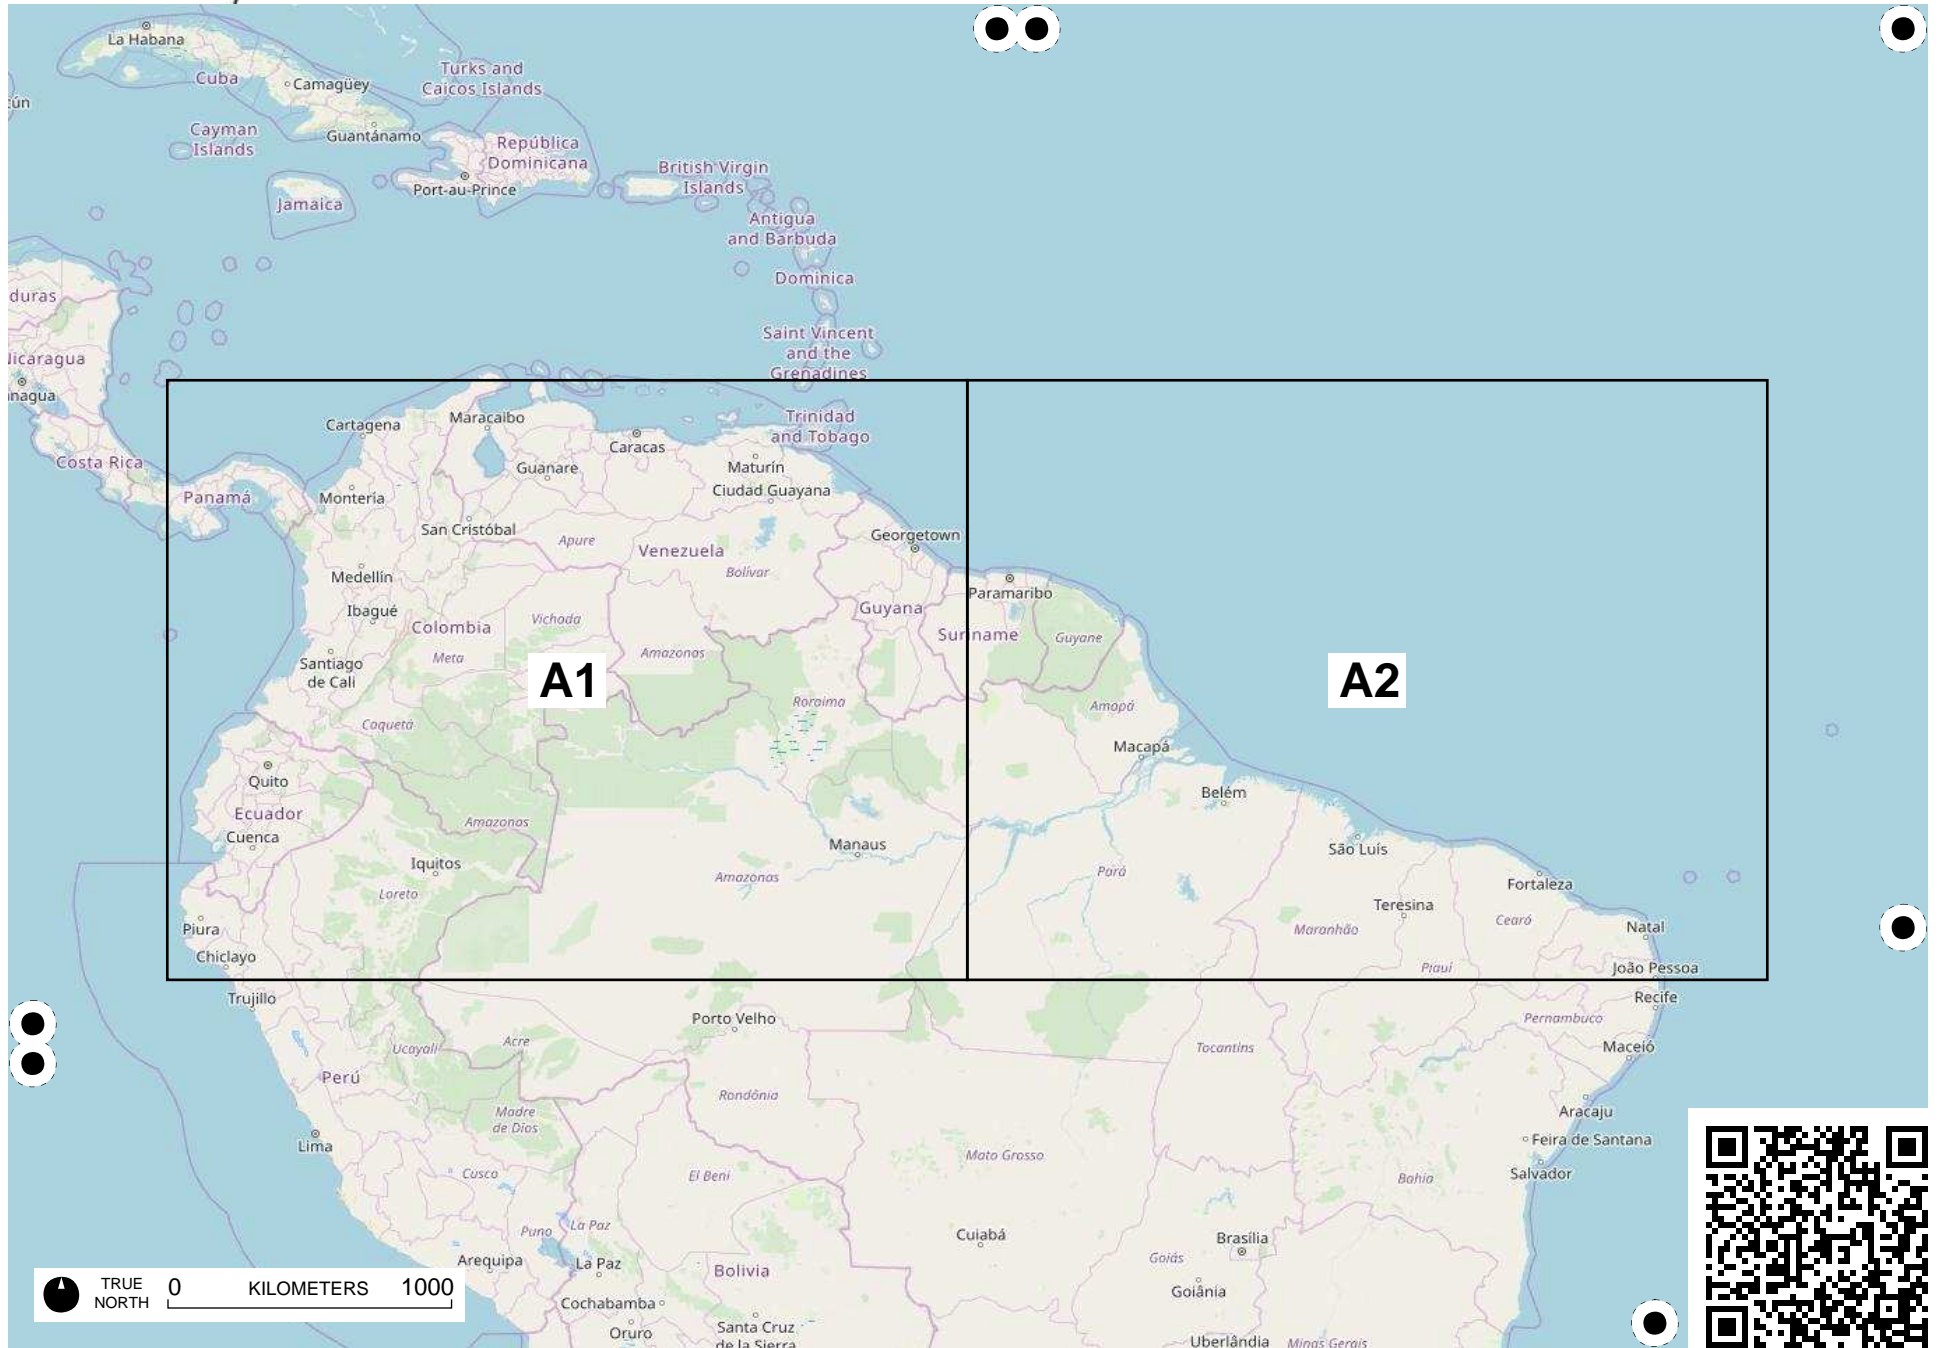 La Habana
Cuba
Camagüey
Turks and
Caicos Islands
Cayman
Islands
Guantánamo
República
Dominicana
British Virgin
Islands
Port-au-Prince
Jamaica
Antigua
and Barbuda
Dominica
duras
Saint Vincent
and the
Grenadines
Nicaragua
nagua
Cartagena
Maracaibo
Trinidad
and Tobago
Caracas
Costa Rica
Guanare
Maturín
Panamá
Montería
Ciudad Guayana
San Cristóbal
Apure
Georgetown
Venezuela
Bolívar
Medellín
Paramaribo
Ibagué
Vichada
Guyana
Colombia
Suriname
Guyane
Meta
Amazonas
Santiago
de Cali
A1
A2
Roraima
Amapá
Caquetá
Macapá
Quito
Belém
Ecuador
Amazonas
Cuenca
Manaus
São Luís
Iquitos
Pará
Amazonas
Fortaleza
Loreto
Teresina
Ceará
Piura
Maranhão
Natal
Chiclayo
Piauí
João Pessoa
Trujillo
Recife
Porto Velho
Pernambuco
Ucayali
Acre
Tocantins
Maceió
Perú
Rondônia
Madre
de Dios
Aracaju
Lima
Feira de Santana
Mato Grosso
Cusco
El Beni
Salvador
Bahia
Puno
La Paz
Cuiabá
Brasília
Arequipa
La Paz
Goiás
Bolivia
TRUE
NORTH
0 KILOMETERS 1000
Goiânia
Cochabamba
Oruro
Santa Cruz
de la Sierra
Uberlândia
Minas Gerais